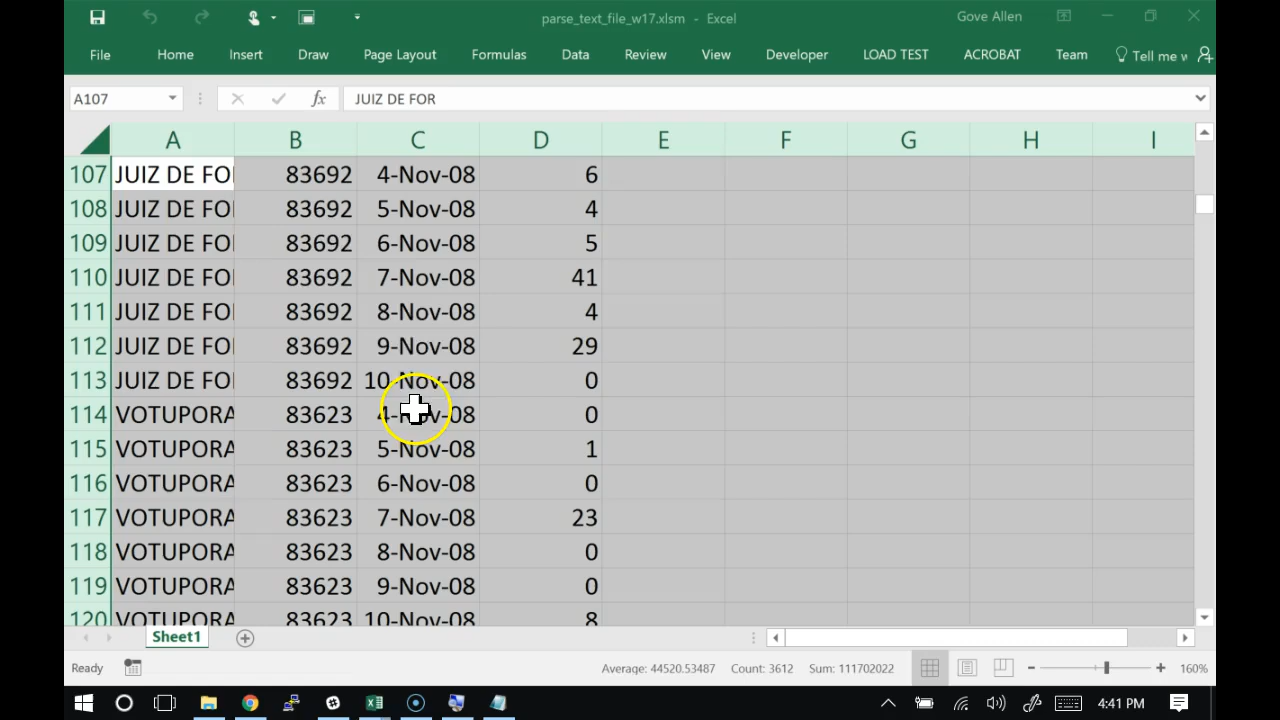 parse_text_file_w17.xlsm - Excel
Gove Allen
File Home Insert Draw Page Layout Formulas Data Review View Developer LOAD TEST ACROBAT Team Tell me w
A107 fx JUIZ DE FOR
A B C D E F G H I
107 JUIZ DE FO 83692 4-Nov-08 6
108 JUIZ DE FO 83692 5-Nov-08 4
109 JUIZ DE FO 83692 6-Nov-08 5
110 JUIZ DE FO 83692 7-Nov-08 41
111 JUIZ DE FO 83692 8-Nov-08 4
112 JUIZ DE FO 83692 9-Nov-08 29
113 JUIZ DE FO 83692 10-Nov-08 0
114 VOTUPORA 83623 4-Nov-08 0
115 VOTUPORA 83623 5-Nov-08 1
116 VOTUPORA 83623 6-Nov-08 0
117 VOTUPORA 83623 7-Nov-08 23
118 VOTUPORA 83623 8-Nov-08 0
119 VOTUPORA 83623 9-Nov-08 0
120 VOTUPORA 83623 10-Nov-08 8
Sheet1
Ready Average: 44520.53487 Count: 3612 Sum: 111702022 160%
4:41 PM